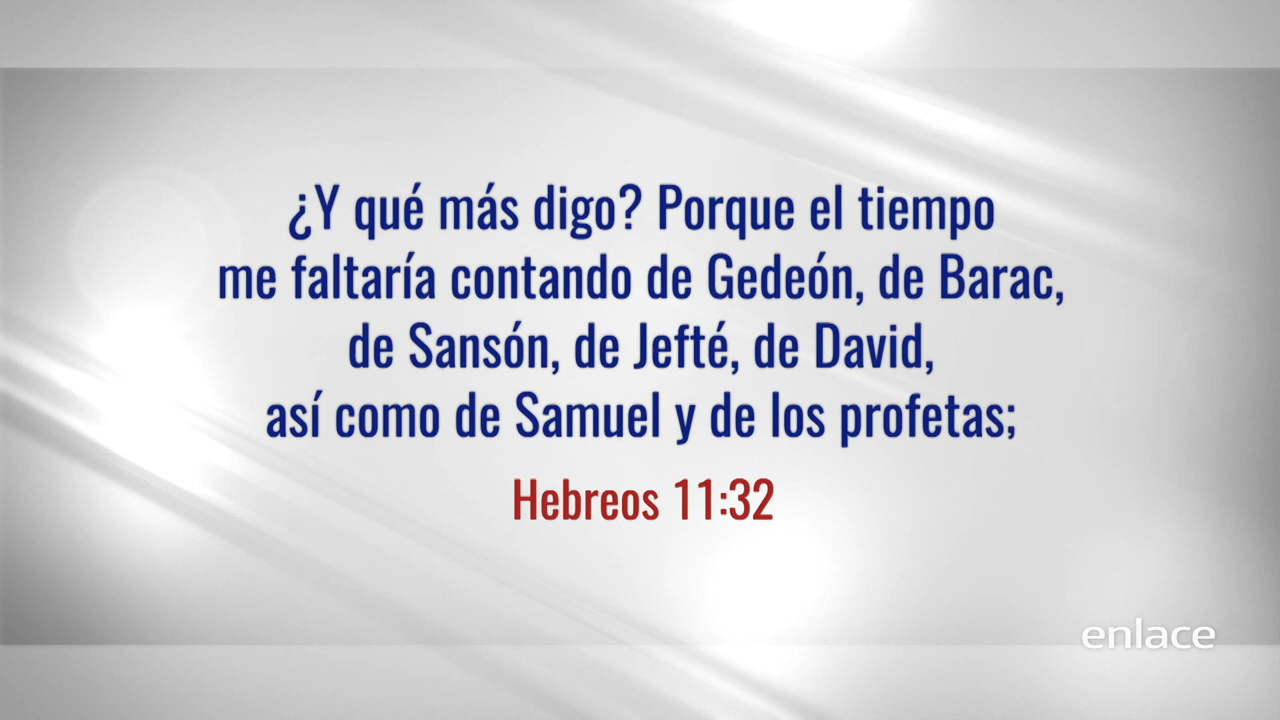 ¿Y qué más digo? Porque el tiempo
me faltaría contando de Gedeón, de Barac,
de Sansón, de Jefté, de David,
así como de Samuel y de los profetas;
Hebreos 11:32
enlace